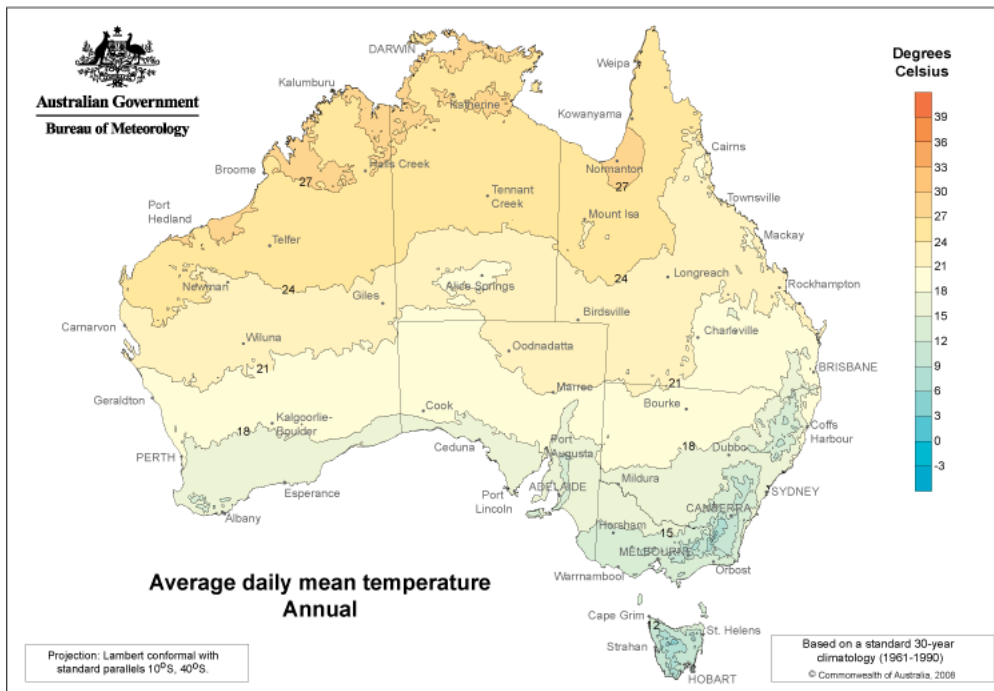 Australian Government
Bureau of Meteorology
DARWIN
Kalumburu
Katherine
Weipa
Kowanyama
Cairns
Broome
Halls Creek
27
Normanton
27
Port
Hedland
Tennant
Creek
Mount Isa
Townsville
Telfer
Mackay
Newman
24
Giles
Alice Springs
24
Longreach
Rockhampton
Carnarvon
Birdsville
Wiluna
Oodnadatta
Charleville
21
Marree
21
BRISBANE
Geraldton
Cook
Bourke
18
Kalgoorlie-
Boulder
Ceduna
Port
Augusta
18
Dubbo
Coffs
Harbour
PERTH
Esperance
Port
Lincoln
ADELAIDE
Mildura
SYDNEY
Albany
CANBERRA
Horsham
15
MELBOURNE
Warrnambool
Orbost
Cape Grim
12
St. Helens
Strahan
HOBART
Degrees
Celsius
39
36
33
30
27
24
21
18
15
12
9
6
3
0
-3
Average daily mean temperature
Annual
Projection: Lambert conformal with
standard parallels 10°S, 40°S.
Based on a standard 30-year
climatology (1961-1990)
© Commonwealth of Australia, 2008